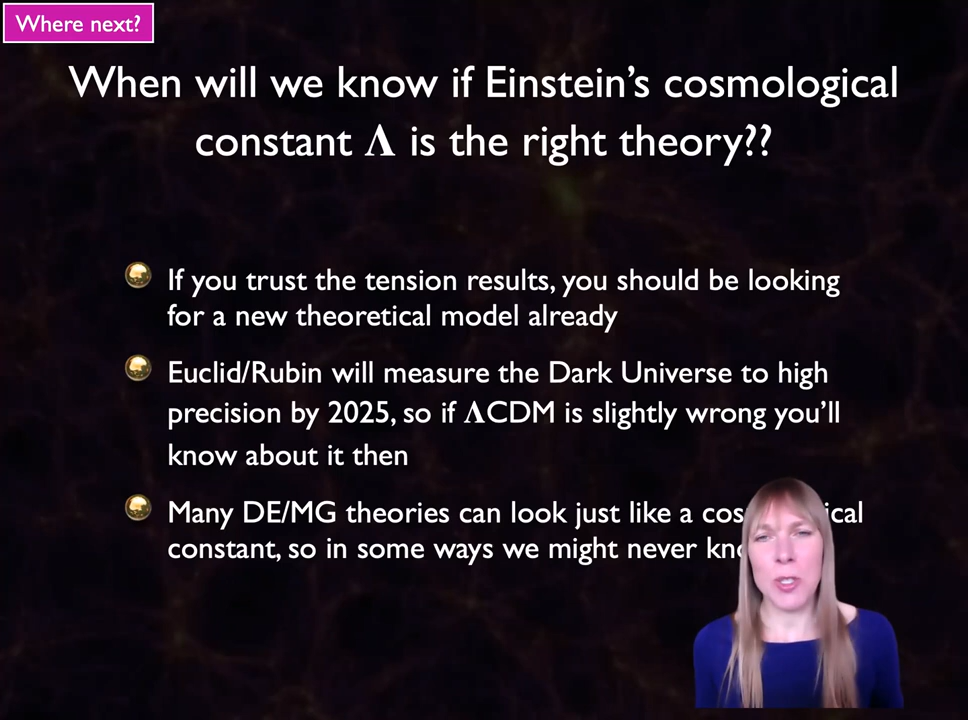 Where next?
When will we know if Einstein’s cosmological
constant Λ is the right theory??
If you trust the tension results, you should be looking
for a new theoretical model already
Euclid/Rubin will measure the Dark Universe to high
precision by 2025, so if ΛCDM is slightly wrong you’ll
know about it then
Many DE/MG theories can look just like a
constant, so in some ways we might never